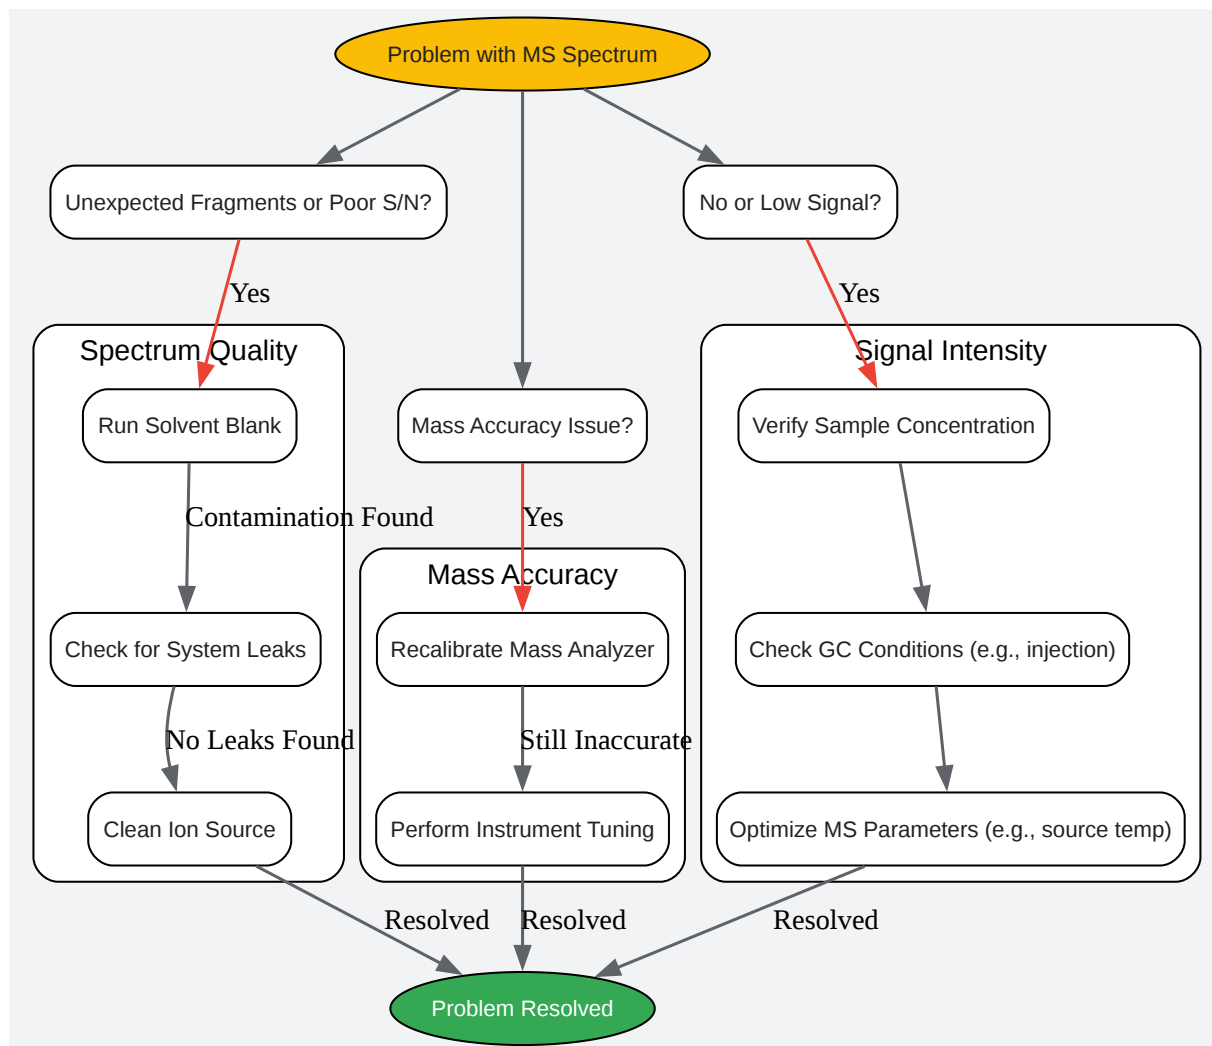 Problem with MS Spectrum
Unexpected Fragments or Poor S/N?
No or Low Signal?
Yes
Yes
Spectrum Quality
Signal Intensity
Run Solvent Blank
Mass Accuracy Issue?
Verify Sample Concentration
Contamination Found
Yes
Mass Accuracy
Check for System Leaks
Recalibrate Mass Analyzer
Check GC Conditions (e.g., injection)
No Leaks Found
Still Inaccurate
Clean Ion Source
Perform Instrument Tuning
Optimize MS Parameters (e.g., source temp)
Resolved
Resolved
Resolved
Problem Resolved